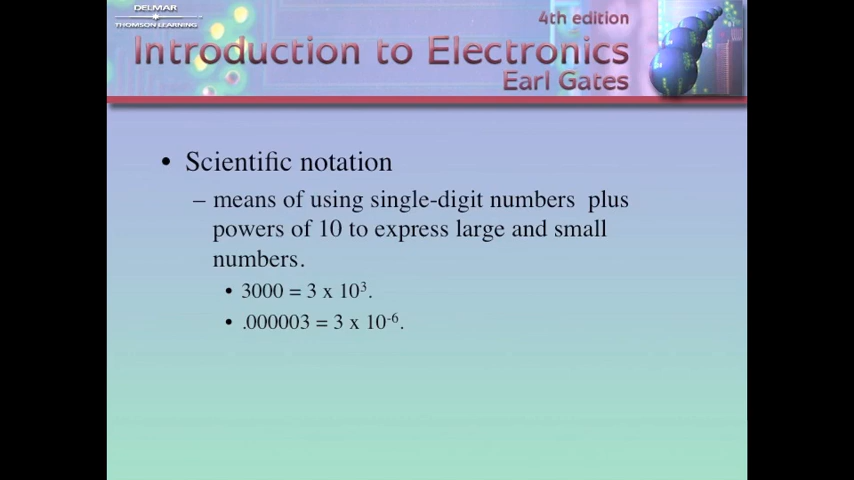 DELMAR
THOMSON LEARNING
4th edition
Introduction to Electronics
Earl Gates
• Scientific notation
– means of using single-digit numbers plus
powers of 10 to express large and small
numbers.
• 3000 = 3 x 10³.
• .000003 = 3 x 10⁻⁶.